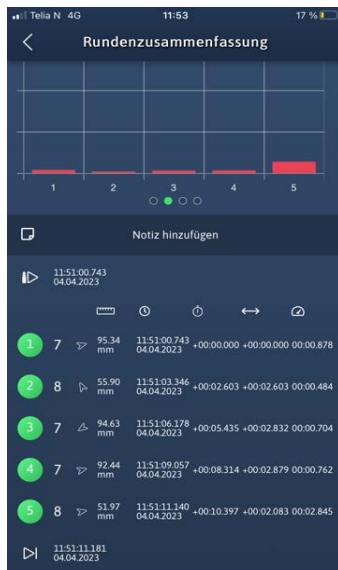 Telia N 4G 11:53 17 %
Rundenzusammenfassung
1 2 3 4 5
Notiz hinzufügen
11:51:00.743
04.04.2023
1 7 95.34 mm 11:51:00.743 04.04.2023 +00:00.000 +00:00.000 00:00.878
2 8 55.90 mm 11:51:03.346 04.04.2023 +00:02.603 +00:02.603 00:00.484
3 7 94.63 mm 11:51:06.178 04.04.2023 +00:05.435 +00:02.832 00:00.704
4 7 92.44 mm 11:51:09.057 04.04.2023 +00:08.314 +00:02.879 00:00.762
5 8 51.97 mm 11:51:11.140 04.04.2023 +00:10.397 +00:02.083 00:02.845
11:51:11.181
04.04.2023